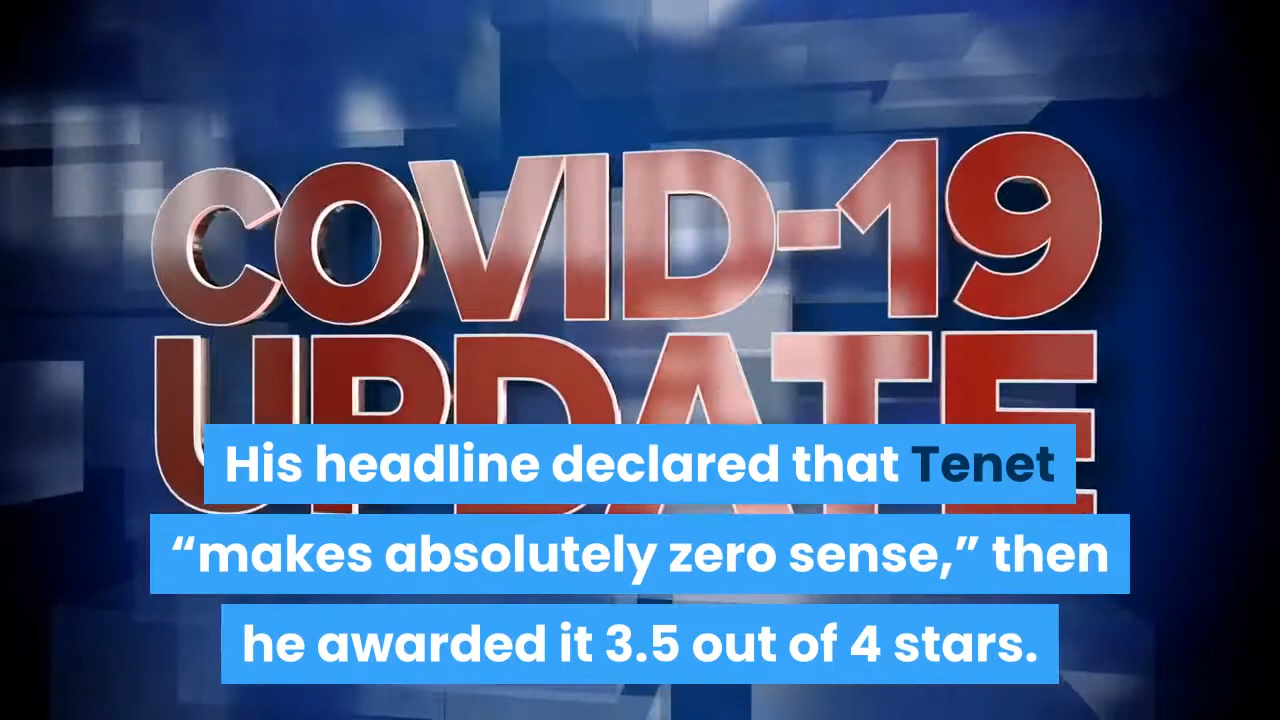 COVID-19
UPDATE
His headline declared that Tenet
“makes absolutely zero sense,” then
he awarded it 3.5 out of 4 stars.